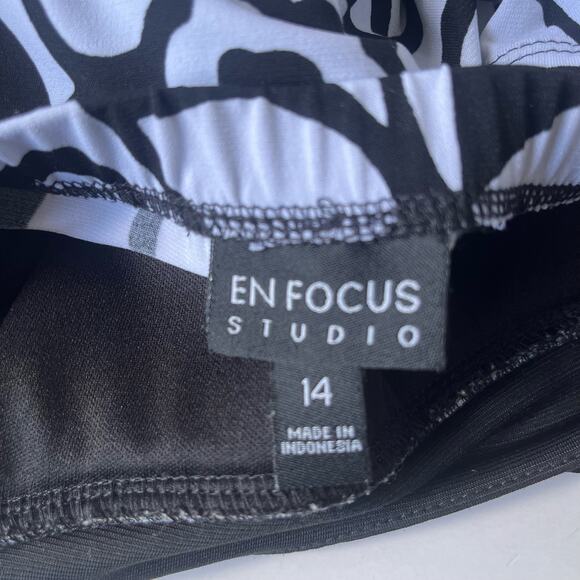 EN FOCUS
STUDIO
14
MADE IN
INDONESIA